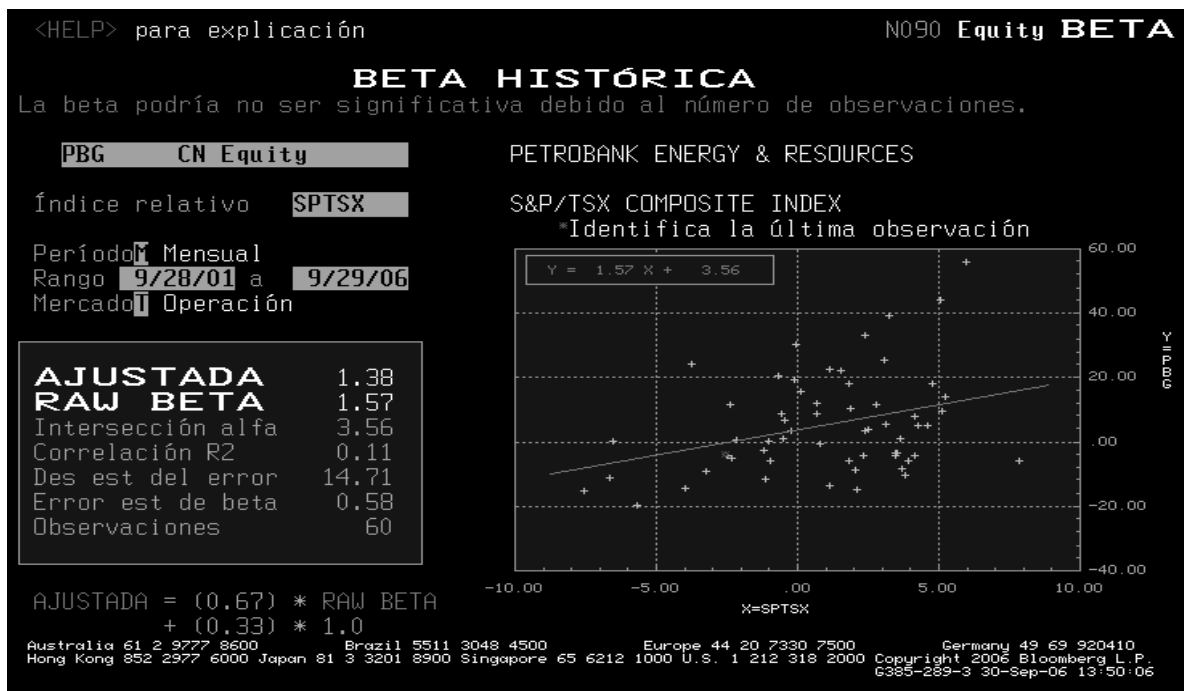 <HELP> para explicación N090 Equity BETA
BETA HISTÓRICA
La beta podría no ser significativa debido al número de observaciones.
PBG CN Equity
PETROBANK ENERGY & RESOURCES
Índice relativo SPTSX
S&P/TSX COMPOSITE INDEX
*Identifica la última observación
Período M Mensual
Rango 9/28/01 a 9/29/06
Mercado T Operación
AJUSTADA 1.38
RAW BETA 1.57
Intersección alfa 3.56
Correlación R2 0.11
Des est del error 14.71
Error est de beta 0.58
Observaciones 60
AJUSTADA = (0.67) * RAW BETA
+ (0.33) * 1.0
Y = 1.57 X + 3.56
60.00
40.00
20.00
.00
-20.00
-40.00
Y=PBG
-10.00 -5.00 .00 5.00 10.00
X=SPTSX
Australia 61 2 9777 8600 Brazil 5511 3048 4500 Europe 44 20 7330 7500 Germany 49 69 920410
Hong Kong 852 2977 6000 Japan 81 3 3201 8900 Singapore 65 6212 1000 U.S. 1 212 318 2000 Copyright 2006 Bloomberg L.P.
G385-289-3 30-Sep-06 13:50:06